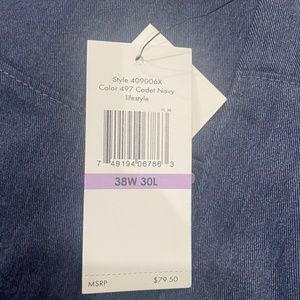 Style 409006X
Color 497 Cadet Navy
lifestyle
7 49194 06786 3
38W 30L
MSRP $79.50